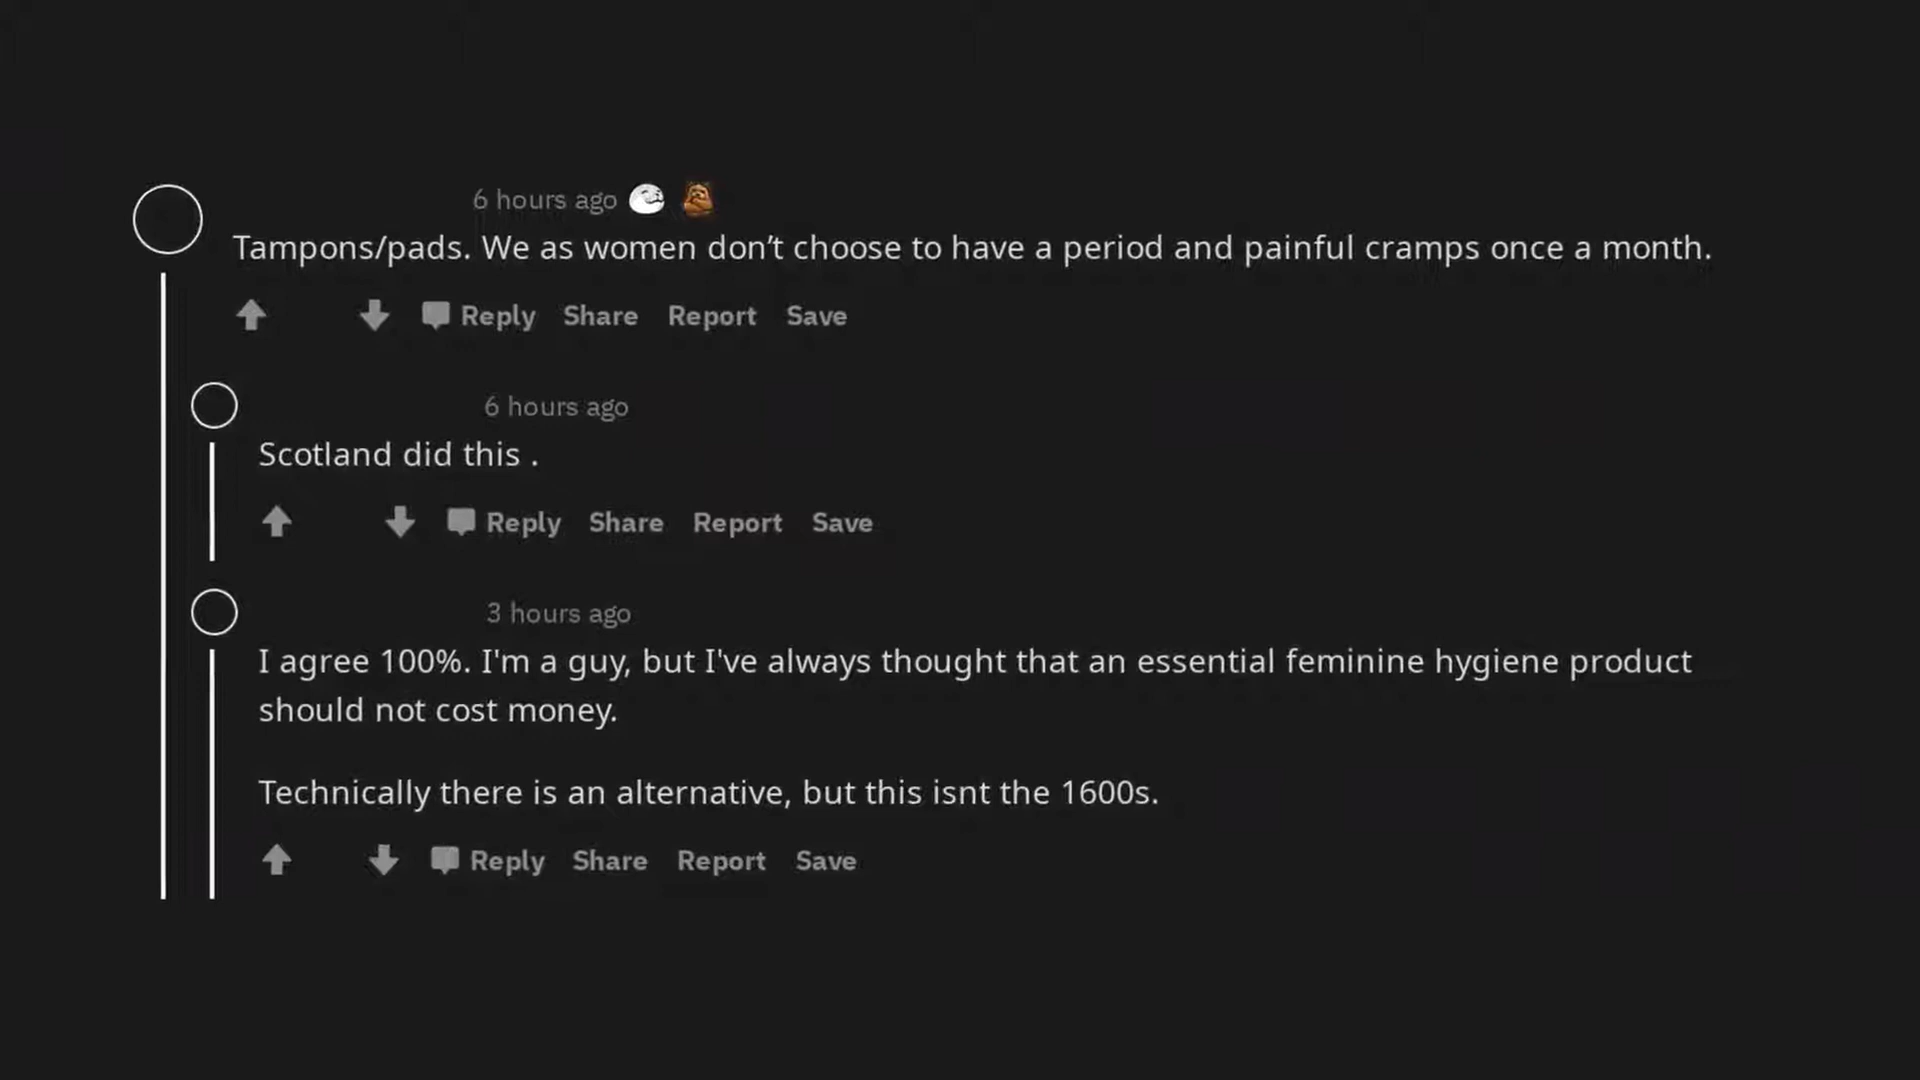 6 hours ago
Tampons/pads. We as women don’t choose to have a period and painful cramps once a month.
Reply Share Report Save
6 hours ago
Scotland did this .
Reply Share Report Save
3 hours ago
I agree 100%. I'm a guy, but I've always thought that an essential feminine hygiene product
should not cost money.
Technically there is an alternative, but this isnt the 1600s.
Reply Share Report Save